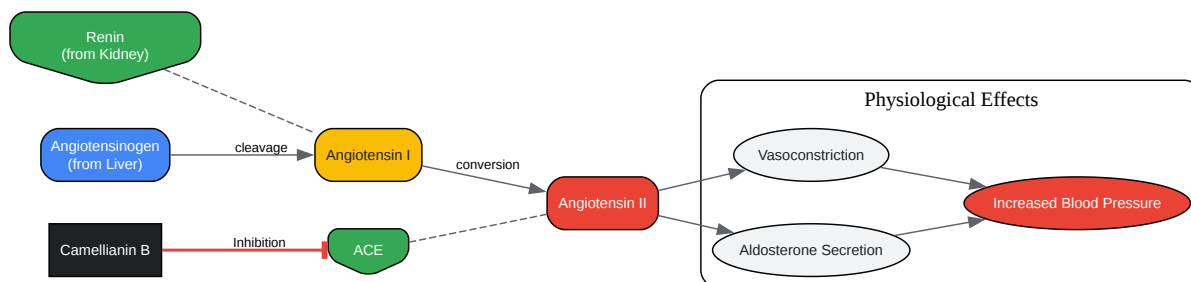 Renin
(from Kidney)
Physiological Effects
Angiotensinogen
(from Liver)
cleavage
Angiotensin I
conversion
Vasoconstriction
Angiotensin II
Increased Blood Pressure
Camellianin B
Inhibition
ACE
Aldosterone Secretion